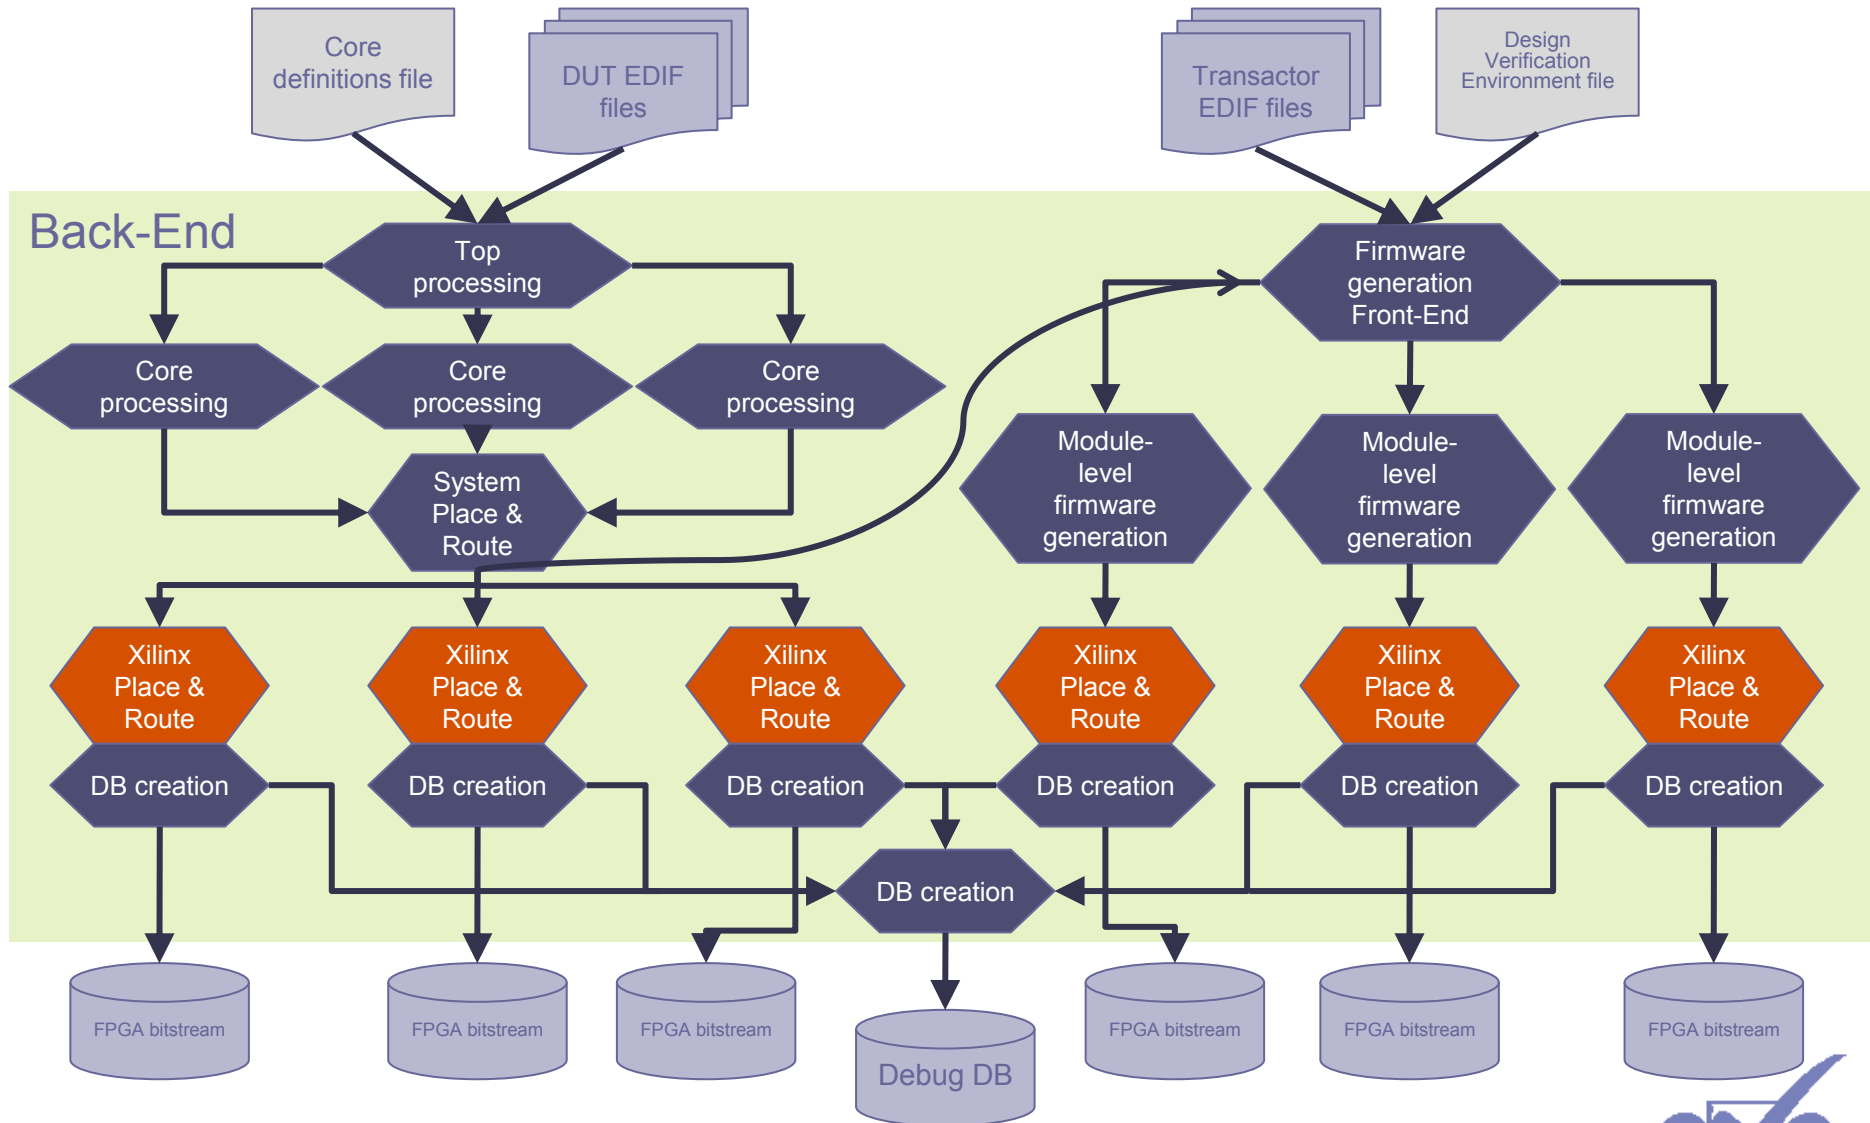 Core
definitions file
DUT EDIF
files
Transactor
EDIF files
Design
Verification
Environment file
Back-End
Top
processing
Firmware
generation
Front-End
Core
processing
Core
processing
Core
processing
System
Place &
Route
Module-
level
firmware
generation
Module-
level
firmware
generation
Module-
level
firmware
generation
Xilinx
Place &
Route
Xilinx
Place &
Route
Xilinx
Place &
Route
Xilinx
Place &
Route
Xilinx
Place &
Route
Xilinx
Place &
Route
DB creation
DB creation
DB creation
DB creation
DB creation
DB creation
DB creation
FPGA bitstream
FPGA bitstream
FPGA bitstream
Debug DB
FPGA bitstream
FPGA bitstream
FPGA bitstream